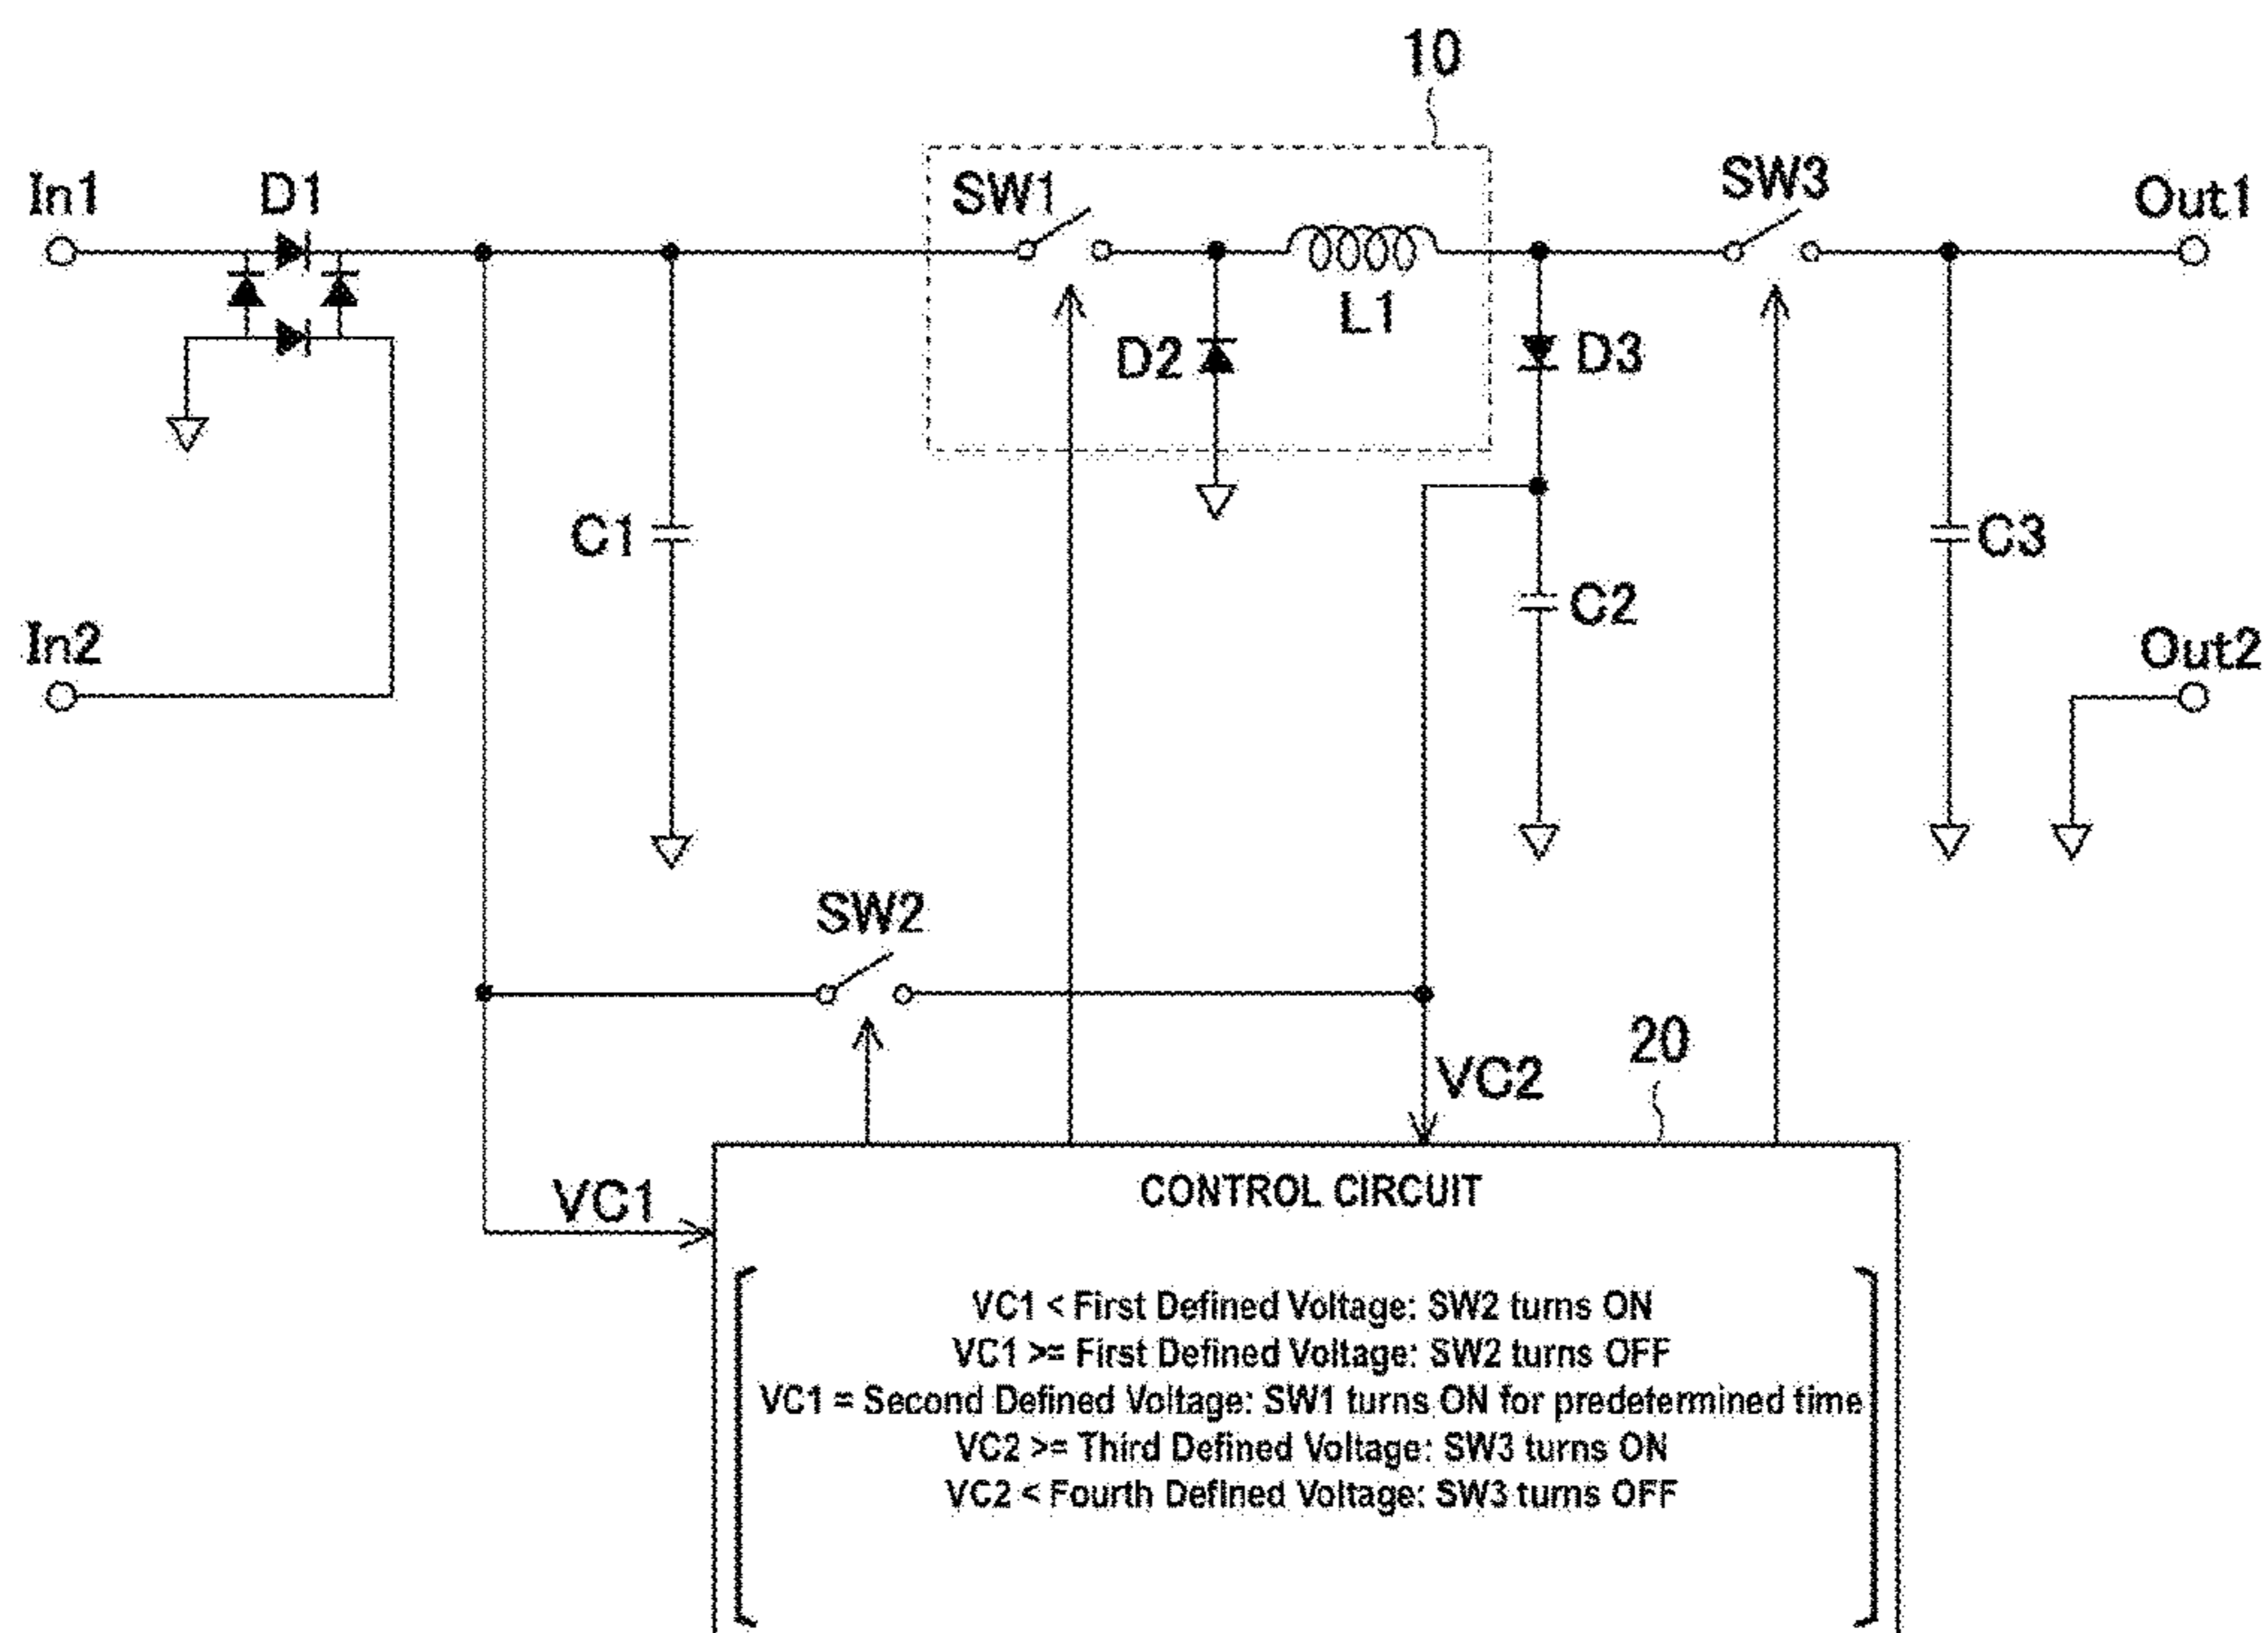 10
In1
D1
SW1
SW3
Out1
L1
D2
D3
C1
C3
C2
In2
Out2
SW2
20
VC2
VC1
CONTROL CIRCUIT
VC1 < First Defined Voltage: SW2 turns ON
VC1 >= First Defined Voltage: SW2 turns OFF
VC1 = Second Defined Voltage: SW1 turns ON for predetermined time
VC2 >= Third Defined Voltage: SW3 turns ON
VC2 < Fourth Defined Voltage: SW3 turns OFF